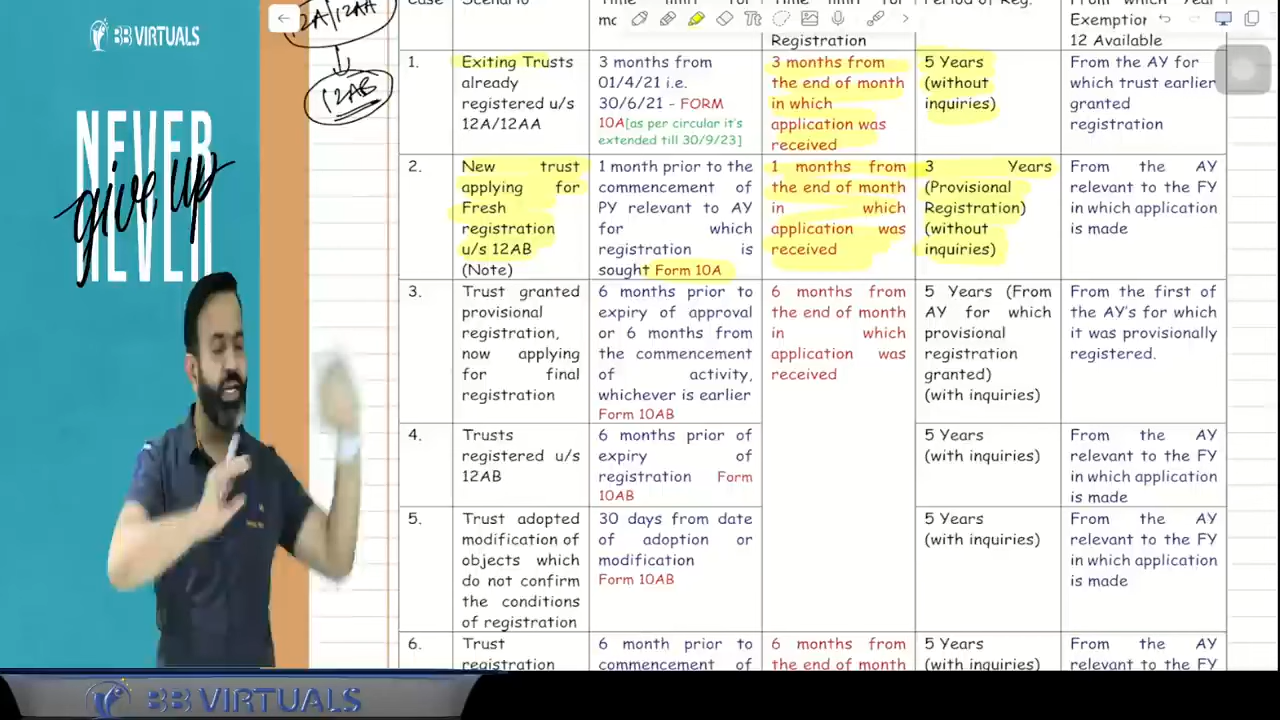 BB VIRTUALS
NEVER
give up
NEVER
12A/12AA
12AB
Case
Scenario
Registration
Period of Reg.
From which Year
Exemption
12 Available
1.
Exiting Trusts
already
registered u/s
12A/12AA
3 months from
01/4/21 i.e.
30/6/21 - FORM
10A[as per circular it's
extended till 30/9/23]
3 months from
the end of month
in which
application was
received
5 Years
(without
inquiries)
From the AY for
which trust earlier
granted
registration
2.
New trust
applying for
Fresh
registration
u/s 12AB
(Note)
1 month prior to the
commencement of
PY relevant to AY
for which
registration is
sought Form 10A
1 months from
the end of month
in which
application was
received
3 Years
(Provisional
Registration)
(without
inquiries)
From the AY
relevant to the FY
in which application
is made
3.
Trust granted
provisional
registration,
now applying
for final
registration
6 months prior to
expiry of approval
or 6 months from
the commencement
of activity,
whichever is earlier
Form 10AB
6 months from
the end of month
in which
application was
received
5 Years (From
AY for which
provisional
registration
granted)
(with inquiries)
From the first of
the AY's for which
it was provisionally
registered.
4.
Trusts
registered u/s
12AB
6 months prior of
expiry of
registration Form
10AB
5 Years
(with inquiries)
From the AY
relevant to the FY
in which application
is made
5.
Trust adopted
modification of
objects which
do not confirm
the conditions
of registration
30 days from date
of adoption or
modification
Form 10AB
5 Years
(with inquiries)
From the AY
relevant to the FY
in which application
is made
6.
Trust
registration
6 month prior to
commencement of
6 months from
the end of month
5 Years
(with inquiries)
From the AY
relevant to the FY
BB VIRTUALS